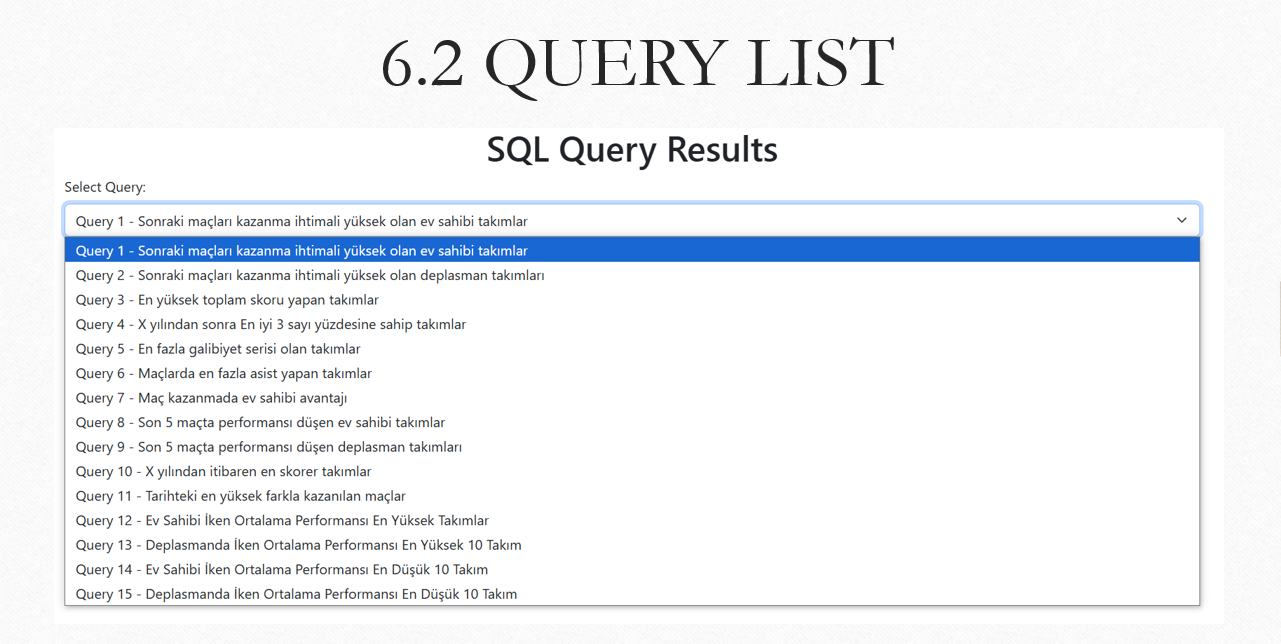 6.2 QUERY LIST
SQL Query Results
Select Query:
Query 1 - Sonraki maçları kazanma ihtimali yüksek olan ev sahibi takımlar
Query 1 - Sonraki maçları kazanma ihtimali yüksek olan ev sahibi takımlar
Query 2 - Sonraki maçları kazanma ihtimali yüksek olan deplasman takımları
Query 3 - En yüksek toplam skoru yapan takımlar
Query 4 - X yılından sonra En iyi 3 sayı yüzdesine sahip takımlar
Query 5 - En fazla galibiyet serisi olan takımlar
Query 6 - Maçlarda en fazla asist yapan takımlar
Query 7 - Maç kazanmada ev sahibi avantajı
Query 8 - Son 5 maçta performansı düşen ev sahibi takımlar
Query 9 - Son 5 maçta performansı düşen deplasman takımları
Query 10 - X yılından itibaren en skorer takımlar
Query 11 - Tarihteki en yüksek farkla kazanılan maçlar
Query 12 - Ev Sahibi İken Ortalama Performansı En Yüksek Takımlar
Query 13 - Deplasmanda İken Ortalama Performansı En Yüksek 10 Takım
Query 14 - Ev Sahibi İken Ortalama Performansı En Düşük 10 Takım
Query 15 - Deplasmanda İken Ortalama Performansı En Düşük 10 Takım